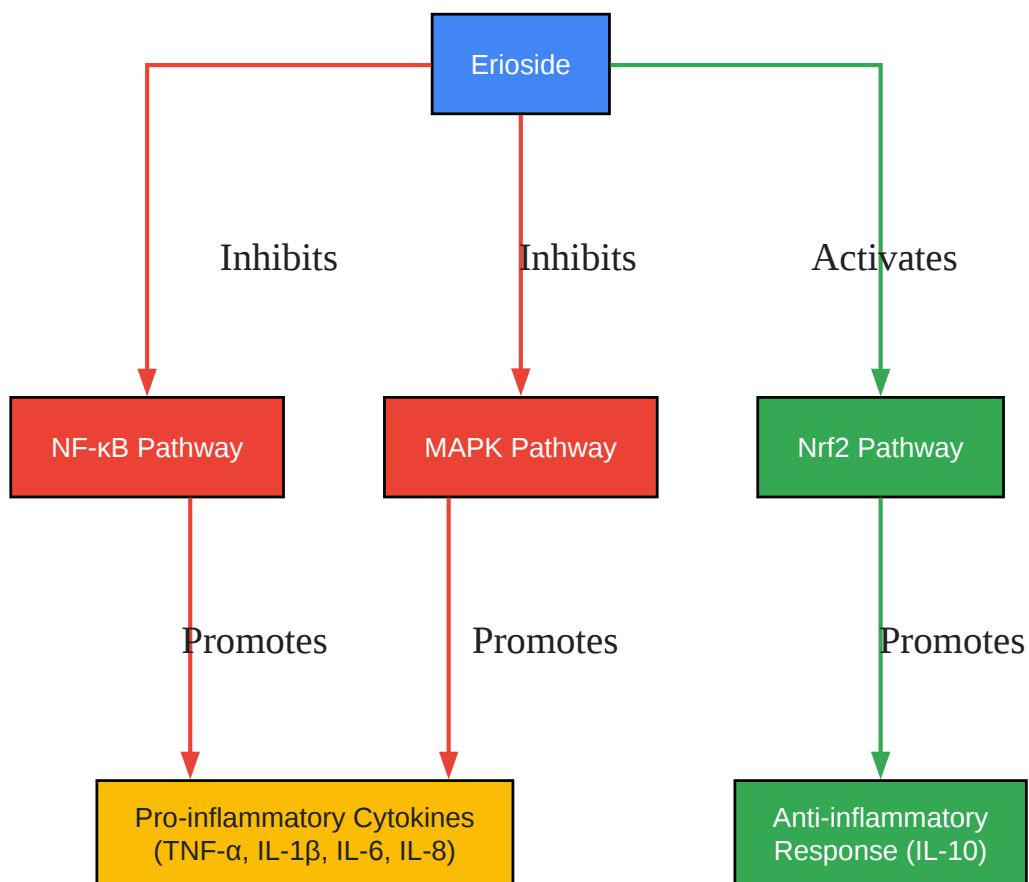 Erioside
Inhibits
Inhibits
Activates
NF-κB Pathway
MAPK Pathway
Nrf2 Pathway
Promotes
Promotes
Promotes
Pro-inflammatory Cytokines
(TNF-α, IL-1β, IL-6, IL-8)
Anti-inflammatory
Response (IL-10)